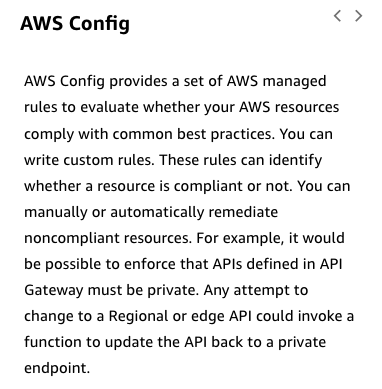 AWS Config
AWS Config provides a set of AWS managed
rules to evaluate whether your AWS resources
comply with common best practices. You can
write custom rules. These rules can identify
whether a resource is compliant or not. You can
manually or automatically remediate
noncompliant resources. For example, it would
be possible to enforce that APIs defined in API
Gateway must be private. Any attempt to
change to a Regional or edge API could invoke a
function to update the API back to a private
endpoint.